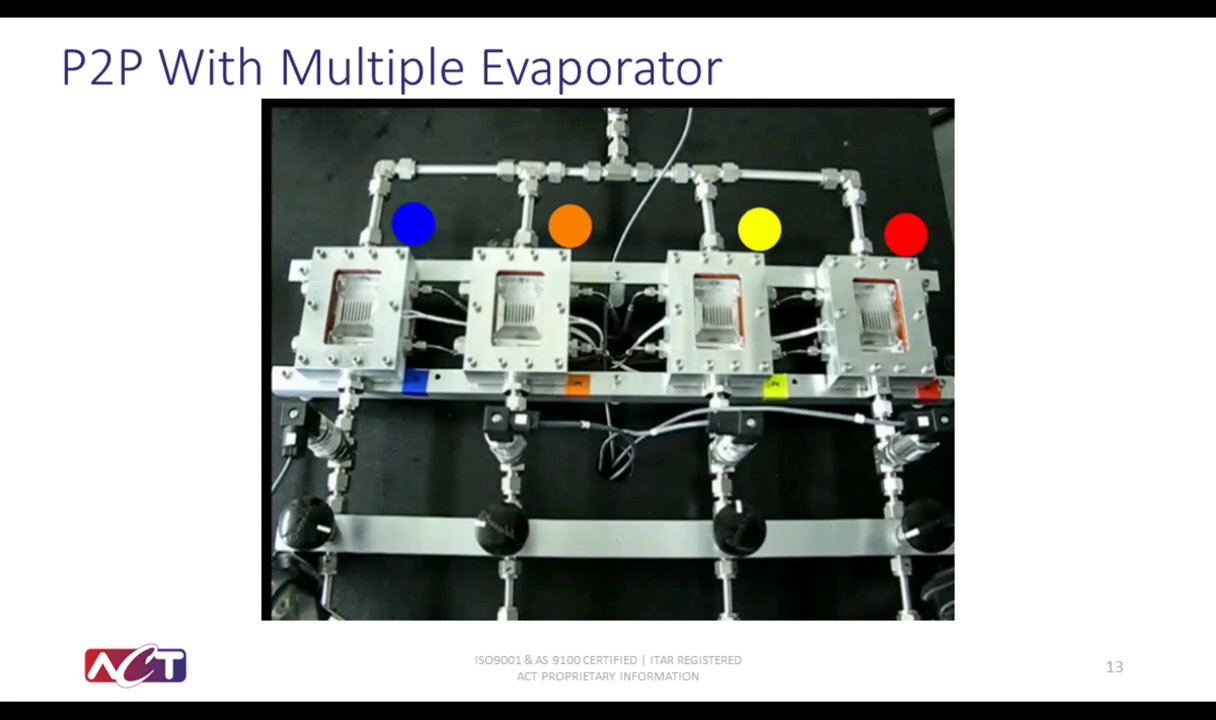 P2P With Multiple Evaporator
ACT
ISO9001 & AS 9100 CERTIFIED | ITAR REGISTERED
ACT PROPRIETARY INFORMATION
13